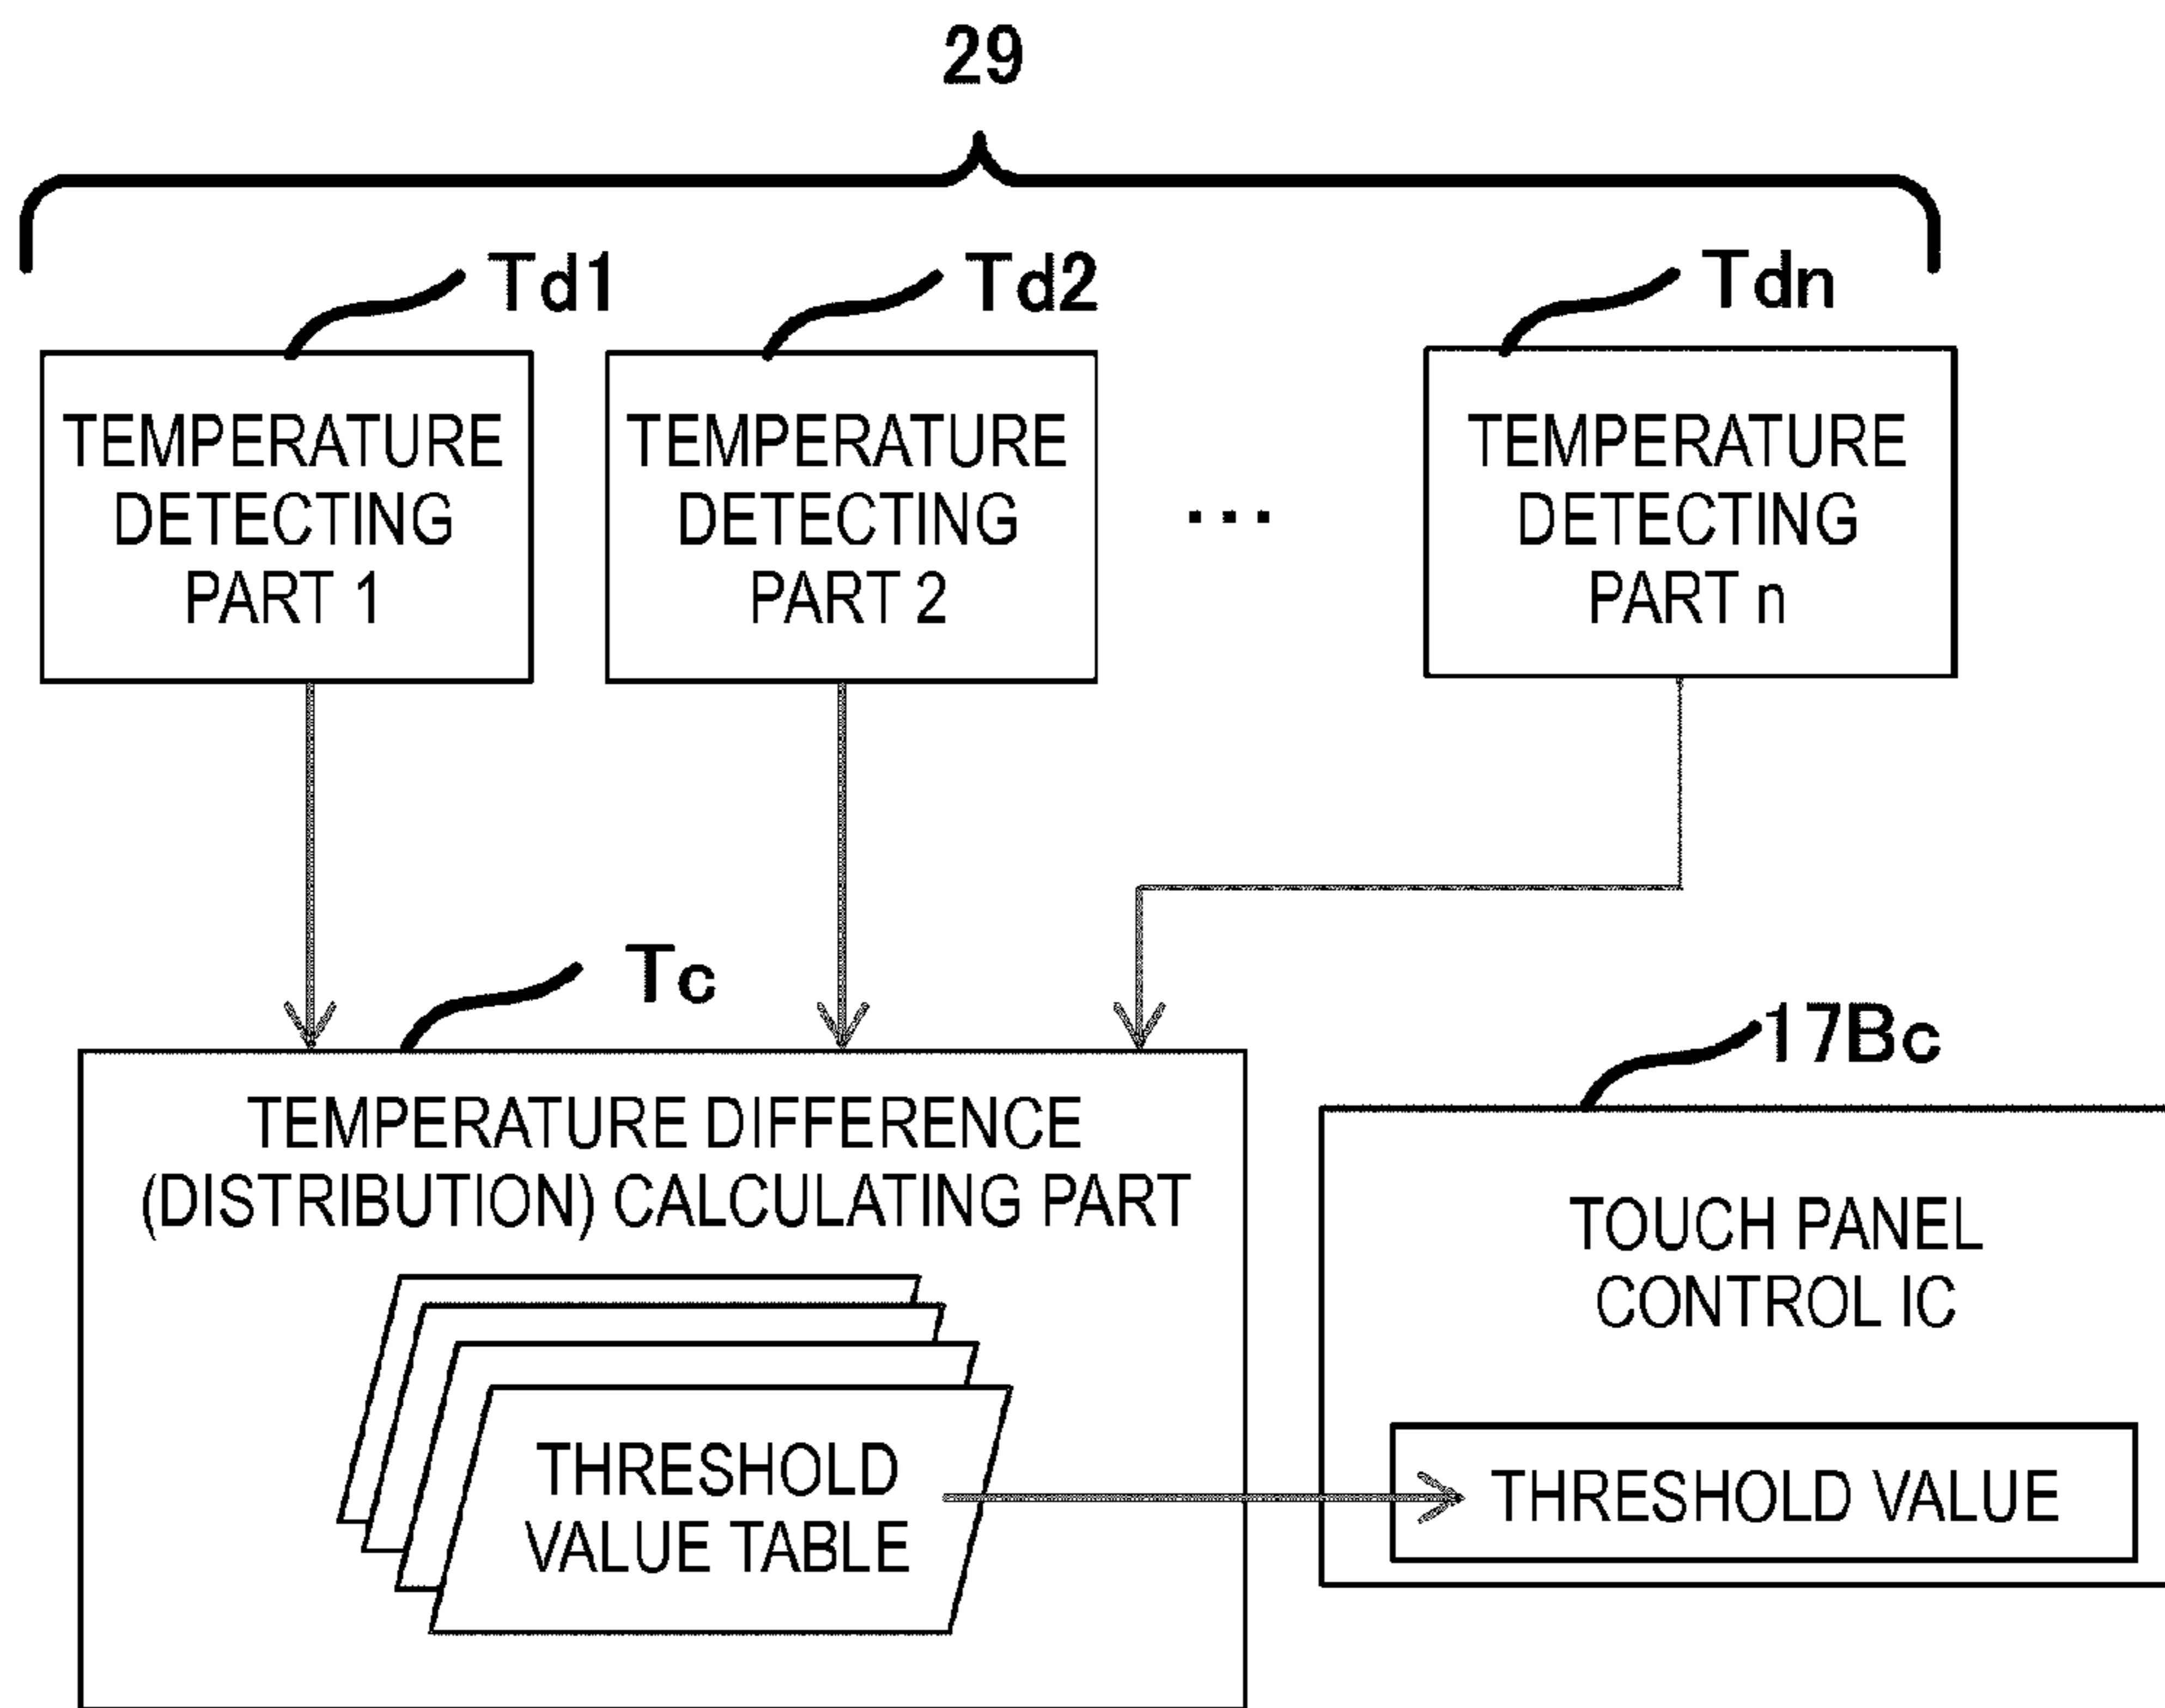 29
Td1
Td2
Tdn
TEMPERATURE
DETECTING
PART 1
TEMPERATURE
DETECTING
PART 2
...
TEMPERATURE
DETECTING
PART n
Tc
17Bc
TEMPERATURE DIFFERENCE
(DISTRIBUTION) CALCULATING PART
THRESHOLD
VALUE TABLE
TOUCH PANEL
CONTROL IC
THRESHOLD VALUE